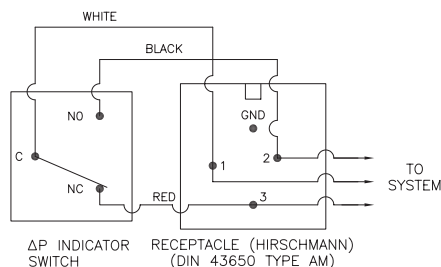 WHITE
BLACK
NO
GND
C
1
2
NC
RED
3
TO
SYSTEM
ΔP INDICATOR
SWITCH
RECEPTACLE (HIRSCHMANN)
(DIN 43650 TYPE AM)